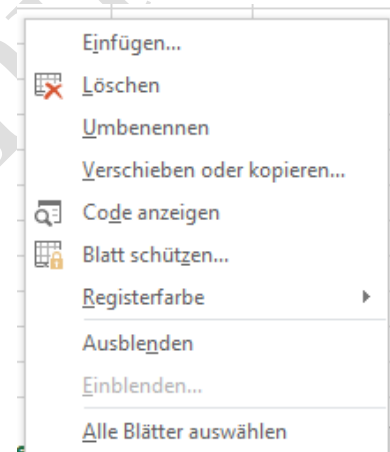 Einfügen...
Löschen
Umbenennen
Verschieben oder kopieren...
Code anzeigen
Blatt schützen...
Registerfarbe
Ausblenden
Einblenden...
Alle Blätter auswählen